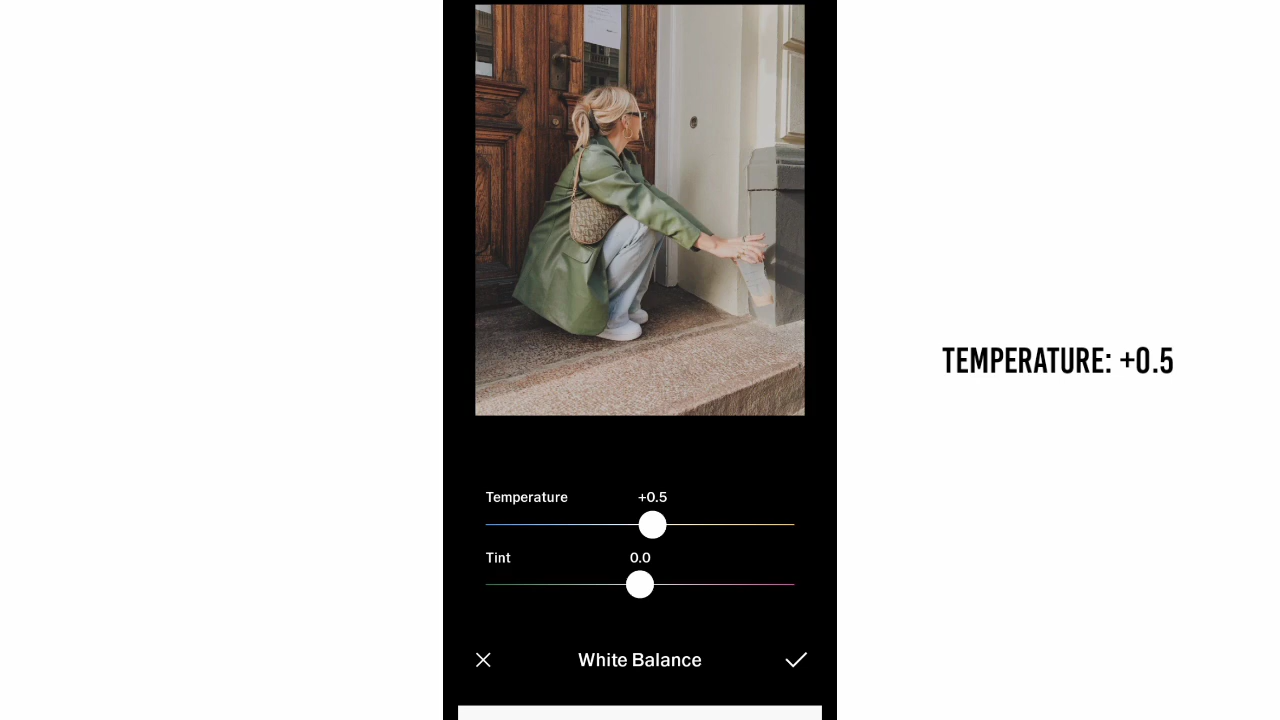 Temperature +0.5
Tint 0.0
White Balance
TEMPERATURE: +0.5